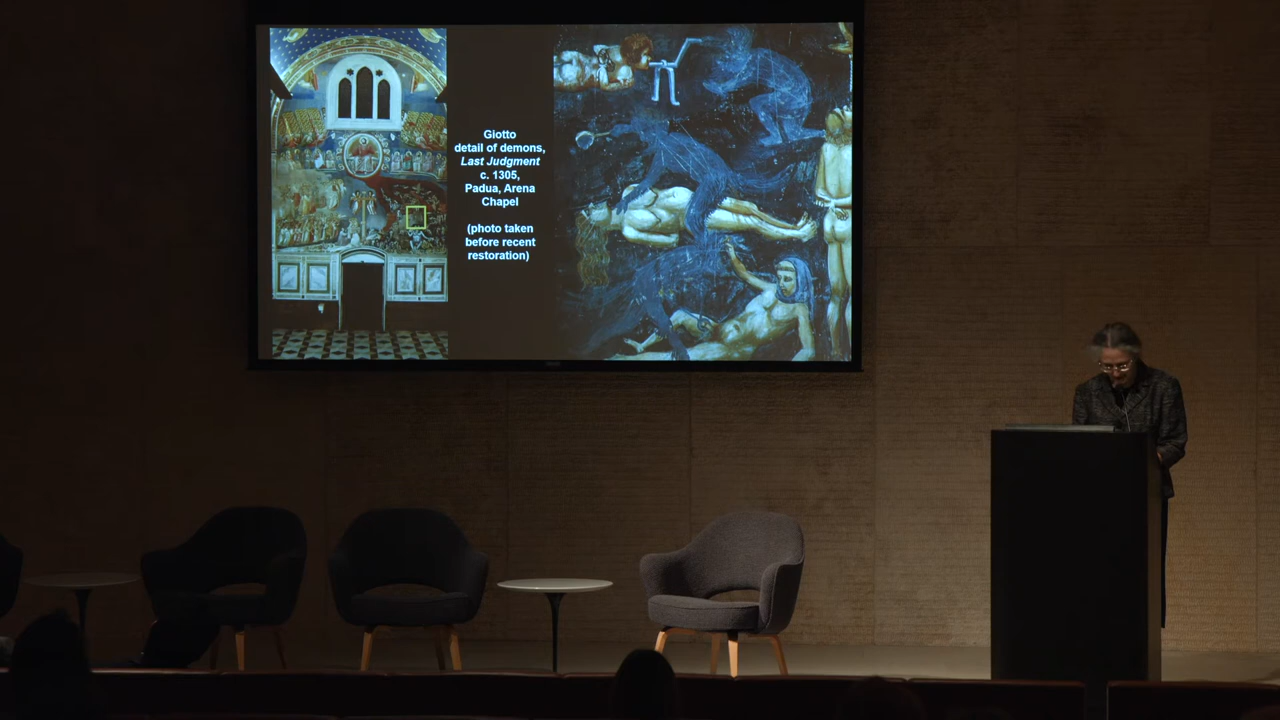 Giotto
detail of demons,
Last Judgment
c. 1305,
Padua, Arena
Chapel
(photo taken
before recent
restoration)